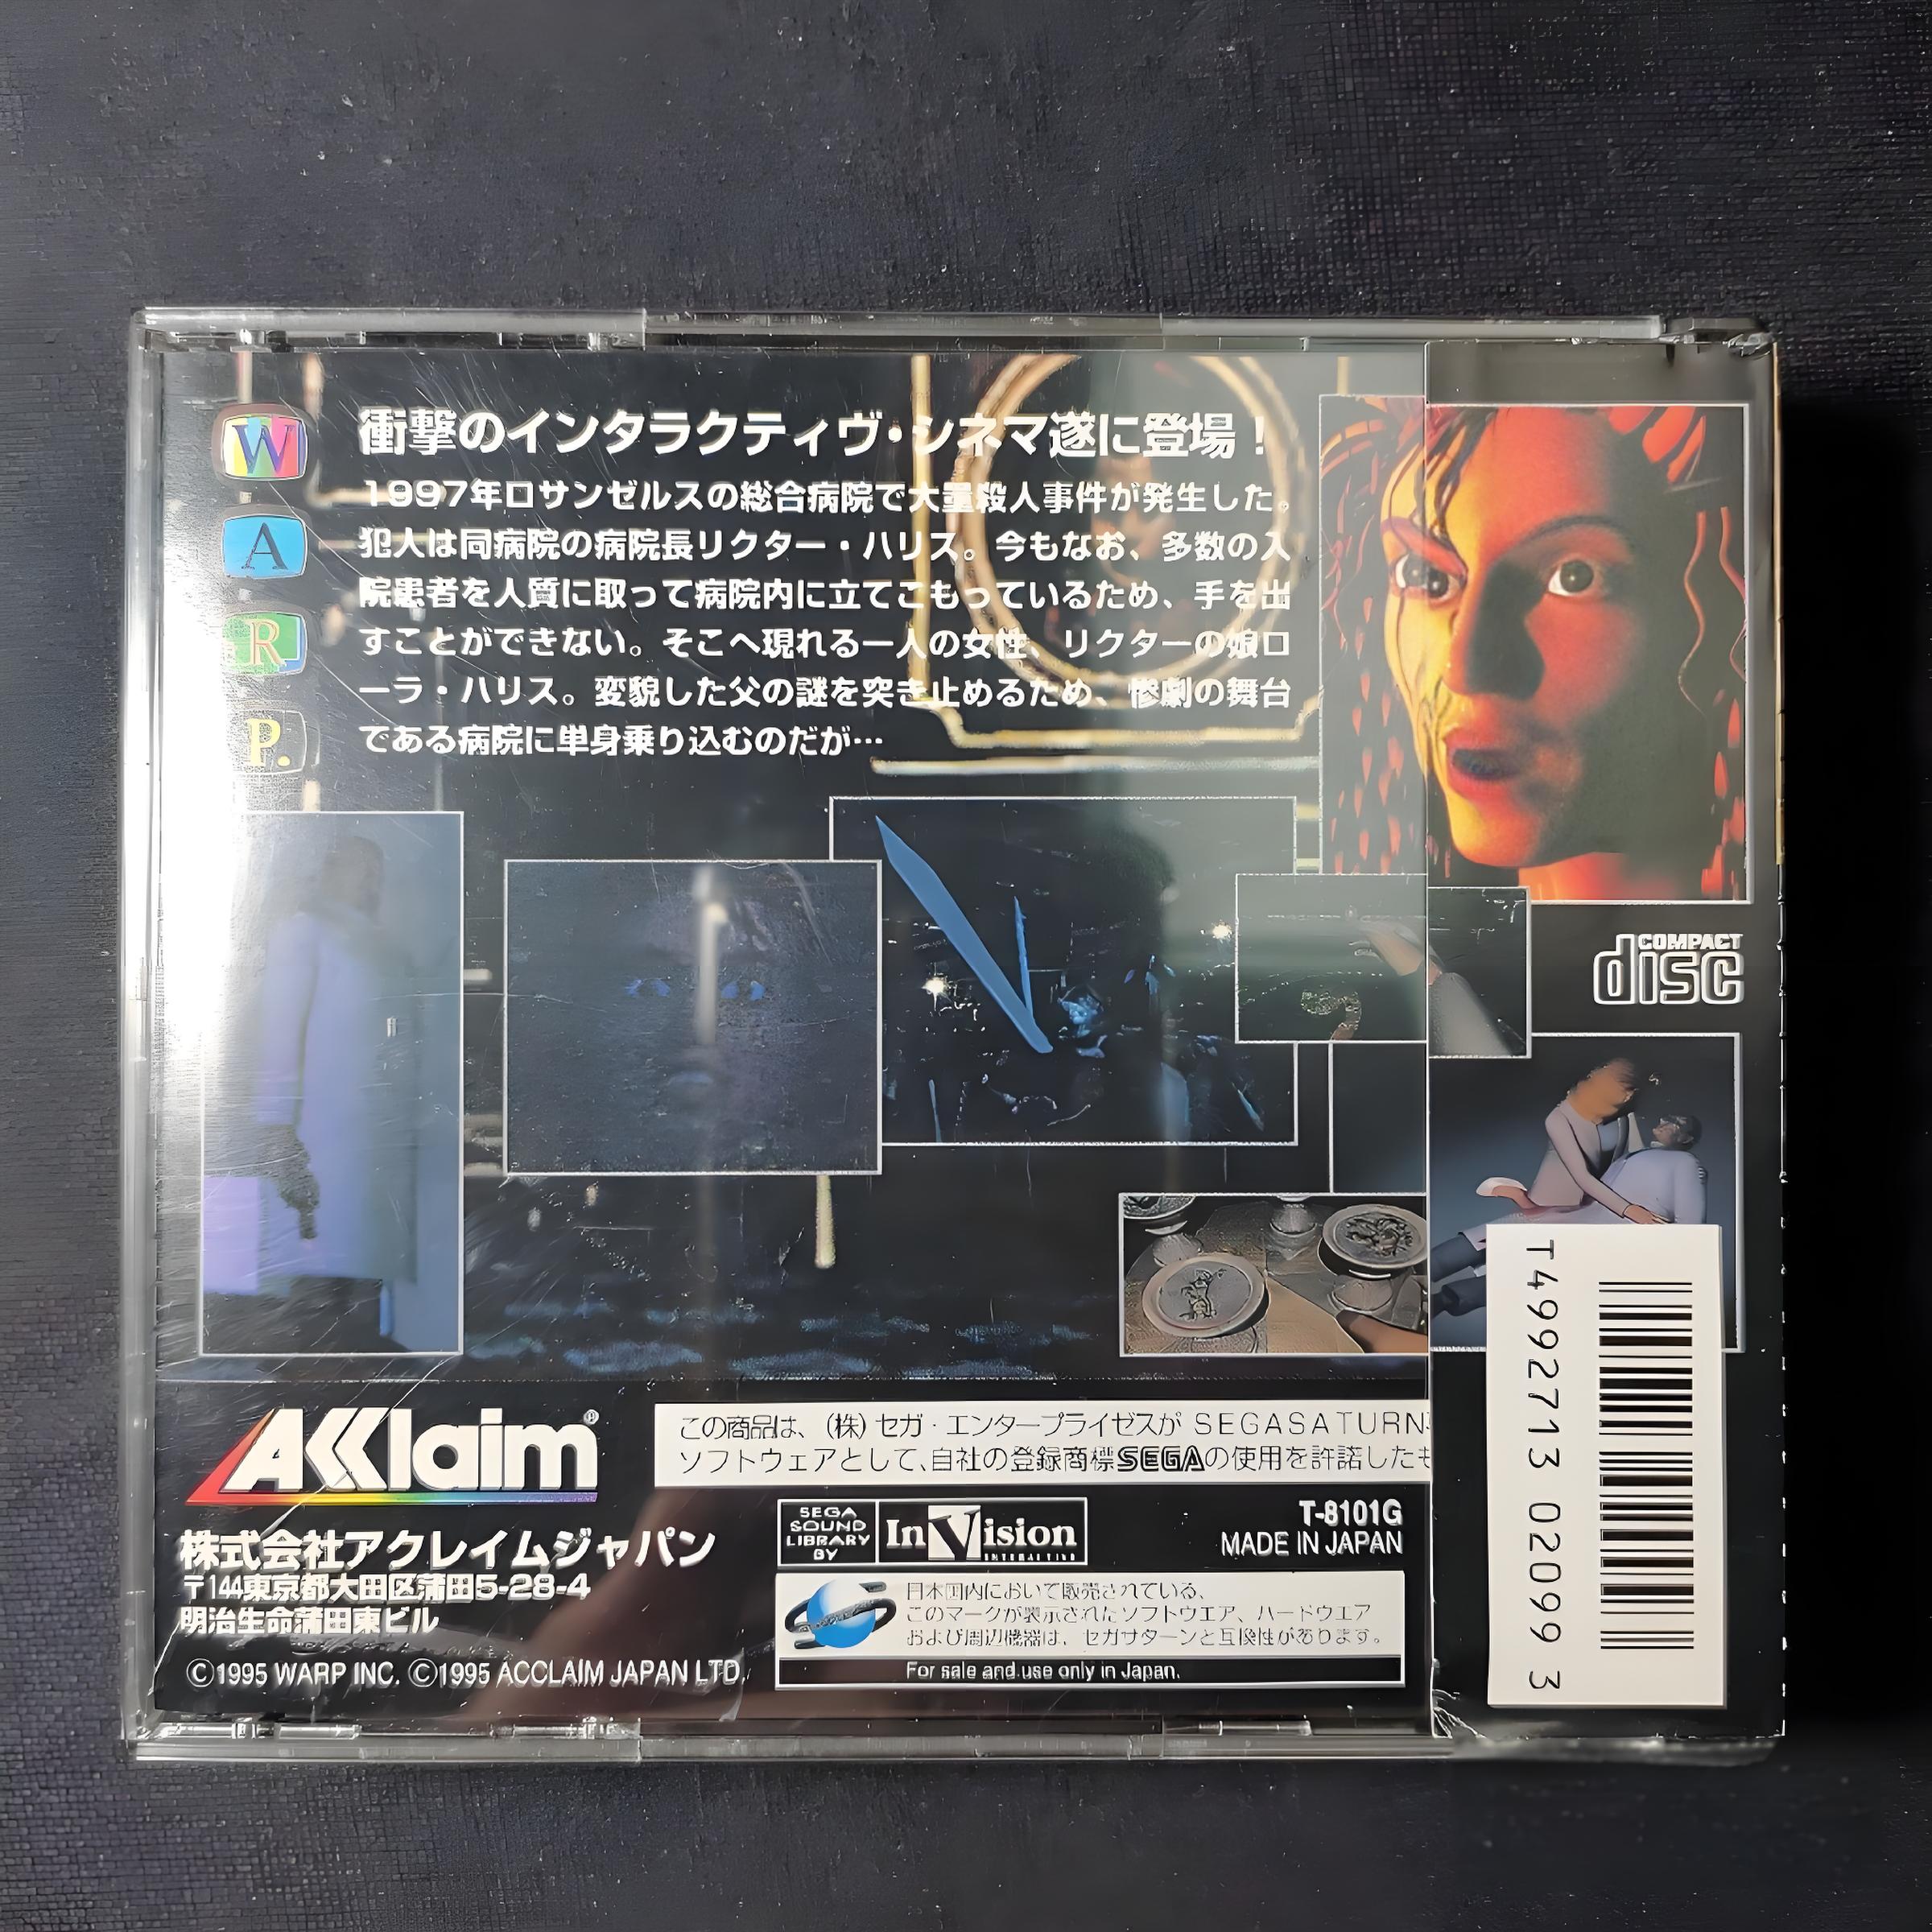 W
A
R
P.
衝撃のインタラクティヴ・シネマ遂に登場！
1997年ロサンゼルスの総合病院で大量殺人事件が発生した。
犯人は同病院の病院長リクター・ハリス。今もなお、多数の入
院患者を人質に取って病院内に立てこもっているため、手を出
すことができない。そこへ現れる一人の女性、リクターの娘ロ
ーラ・ハリス。変貌した父の謎を突き止めるため、惨劇の舞台
である病院に単身乗り込むのだが…
COMPACT
disc
AKKlaim®
この商品は、(株)セガ・エンタープライゼスが SEGASATURN
ソフトウェアとして、自社の登録商標SEGAの使用を許諾した
SEGA
SOUND
LIBRARY
BY
InVision
INTERACTIVE
T-8101G
MADE IN JAPAN
株式会社アクレイムジャパン
〒144東京都大田区蒲田5-28-4
明治生命蒲田東ビル
©1995 WARP INC. ©1995 ACCLAIM JAPAN LTD.
日本国内において販売されている、
このマークが表示されたソフトウエア、ハードウエア
および周辺機器は、セガサターンと互換性があります。
For sale and use only in Japan.
T4992713 02099 3